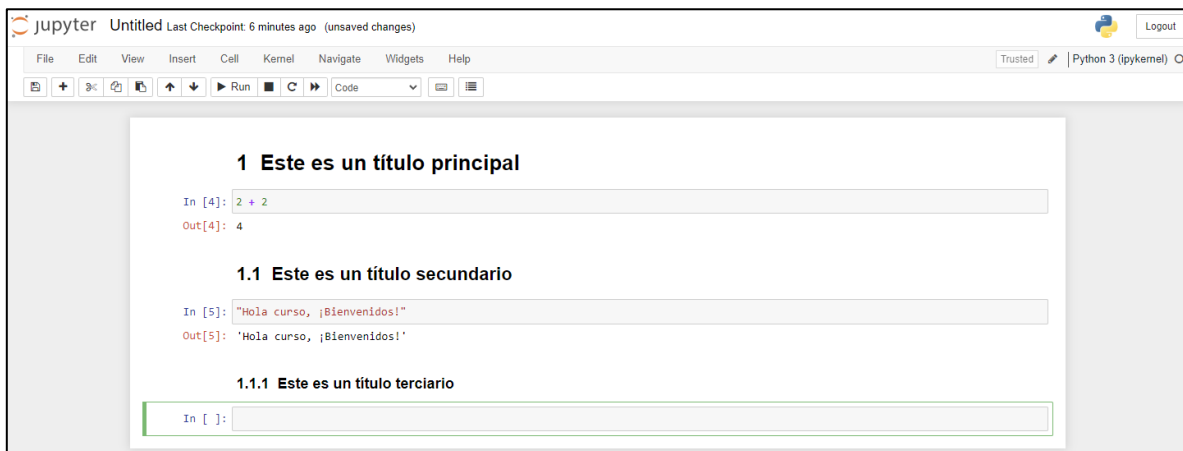 jupyter Untitled Last Checkpoint: 6 minutes ago (unsaved changes) Logout
File Edit View Insert Cell Kernel Navigate Widgets Help Trusted Python 3 (ipykernel)
Run Code
1 Este es un título principal
In [4]: 2 + 2
Out[4]: 4
1.1 Este es un título secundario
In [5]: "Hola curso, ¡Bienvenidos!"
Out[5]: 'Hola curso, ¡Bienvenidos!'
1.1.1 Este es un título terciario
In [ ]: